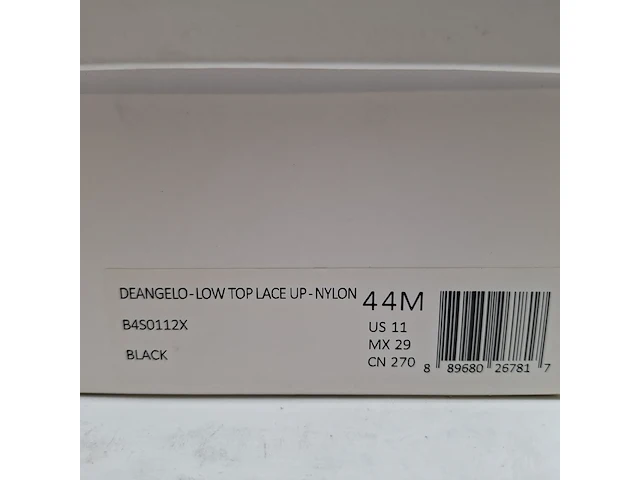 DEANGELO - LOW TOP LACE UP - NYLON
B4S0112X
BLACK
44M
US 11
MX 29
CN 270
8 89680 26781 7